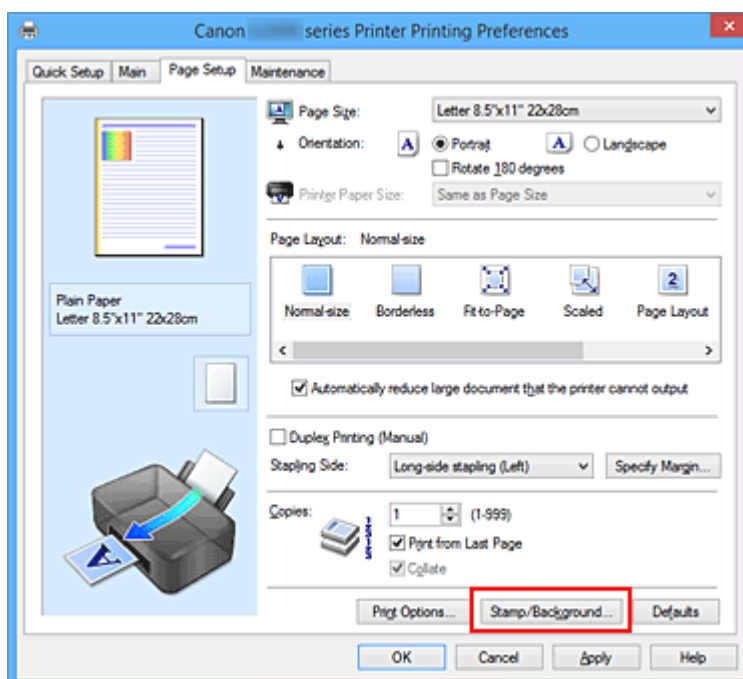 Canon series Printer Printing Preferences
Quick Setup Main Page Setup Maintenance
Page Size: Letter 8.5"x11" 22x28cm
Orientation: A Portrait A Landscape
Rotate 180 degrees
Printer Paper Size: Same as Page Size
Page Layout: Normal-size
2
Normal-size Borderless Fit-to-Page Scaled Page Layout
Plain Paper
Letter 8.5"x11" 22x28cm
Automatically reduce large document that the printer cannot output
Duplex Printing (Manual)
Stapling Side: Long-side stapling (Left) Specify Margin...
Copies: 1 (1-999)
Print from Last Page
Collate
A
Print Options... Stamp/Background... Defaults
OK Cancel Apply Help